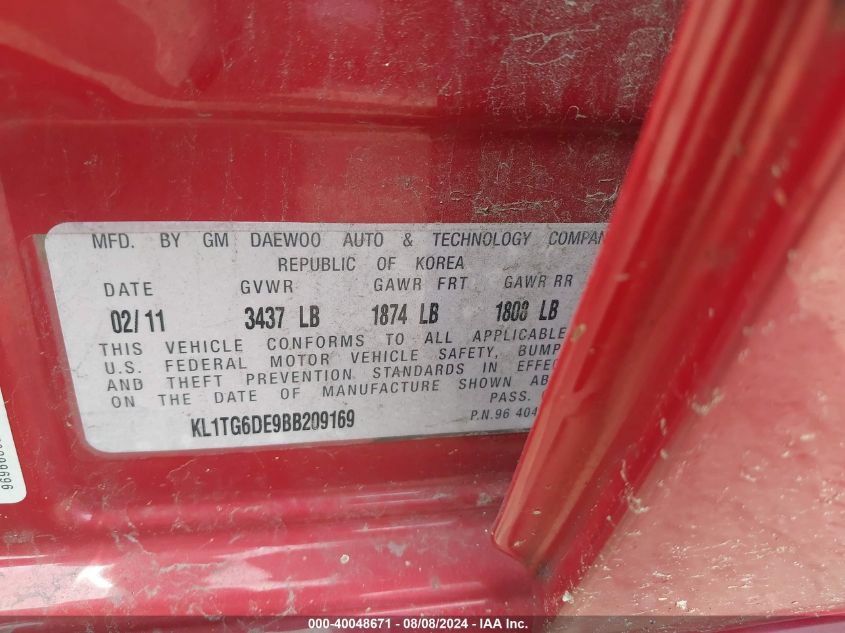 MFD. BY GM DAEWOO AUTO & TECHNOLOGY COMPAN
REPUBLIC OF KOREA
DATE GVWR GAWR FRT GAWR RR
02/11 3437 LB 1874 LB 1808 LB
THIS VEHICLE CONFORMS TO ALL APPLICABLE
U.S. FEDERAL MOTOR VEHICLE SAFETY, BUMP
AND THEFT PREVENTION STANDARDS IN EFFEC
ON THE DATE OF MANUFACTURE SHOWN AB
PASS.
KL1TG6DE9BB209169 P.N.96 404
000-40048671 - 08/08/2024 - IAA Inc.